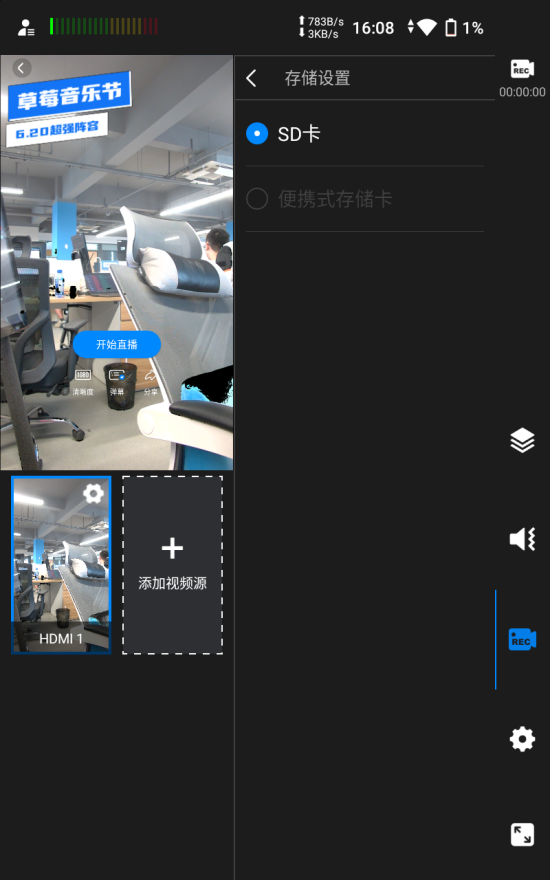 783B/s
3KB/s
16:08
1%
REC
00:00:00
草莓音乐节
6.20超强阵容
存储设置
SD卡
便携式存储卡
开始直播
1080
清晰度
弹幕
分享
添加视频源
HDMI 1
REC